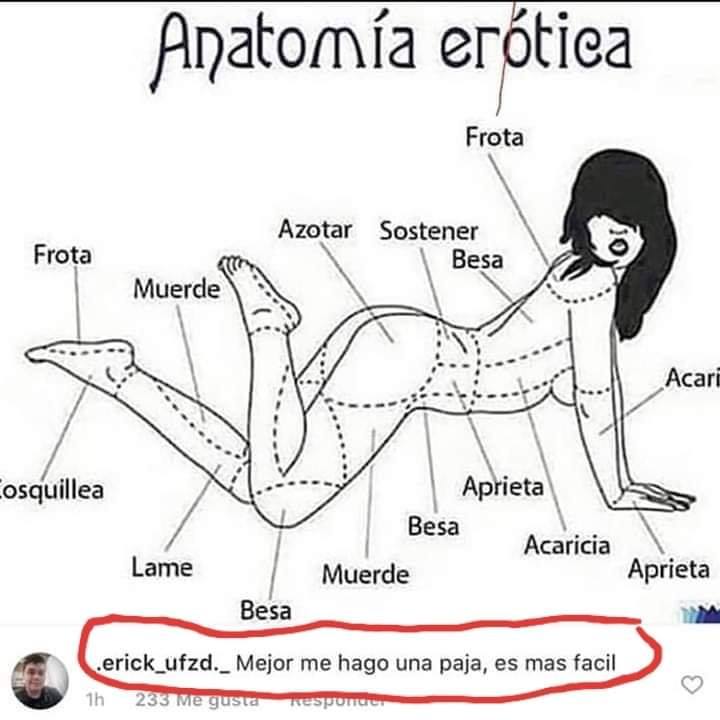 Anatomía erótica
Frota
Azotar
Sostener
Besa
Frota
Muerde
Acari
osquillea
Aprieta
Besa
Acaricia
Lame
Muerde
Aprieta
Besa
.erick_ufzd._ Mejor me hago una paja, es mas facil
1h 233 Me gusta Responder